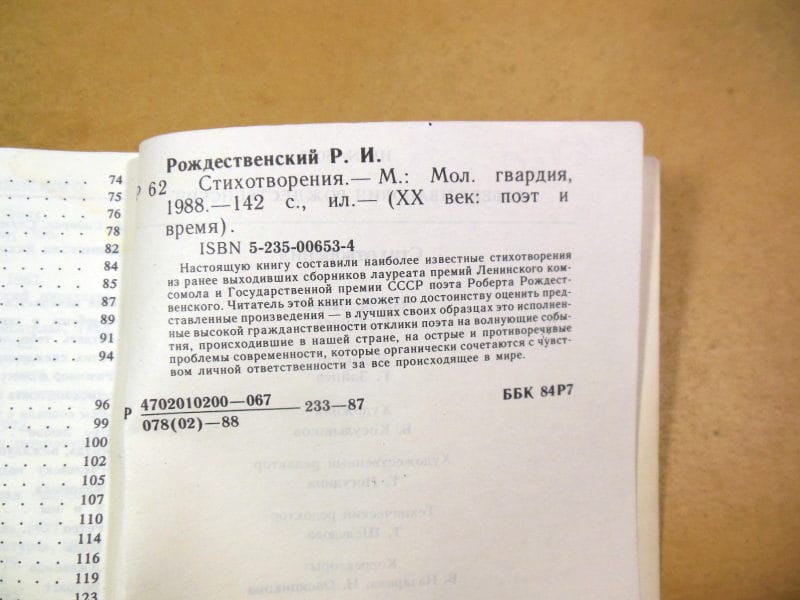 74
75
76
78
82
84
85
87
89
91
94
96
99
100
102
105
107
110
114
116
119
123
Рождественский Р. И.
Р 62 Стихотворения.— М.: Мол. гвардия,
1988.—142 с., ил.— (XX век: поэт и
время).
ISBN 5-235-00653-4
Настоящую книгу составили наиболее известные стихотворения
из ранее выходивших сборников лауреата премий Ленинского ком-
сомола и Государственной премии СССР поэта Роберта Рождест-
венского. Читатель этой книги сможет по достоинству оценить пред-
ставленные произведения — в лучших своих образцах это исполнен-
ные высокой гражданственности отклики поэта на волнующие собы-
тия, происходившие в нашей стране, на острые и противоречивые
проблемы современности, которые органически сочетаются с чувст-
вом личной ответственности за все происходящее в мире.
Р 4702010200—067
078(02)—88
233—87
ББК 84Р7